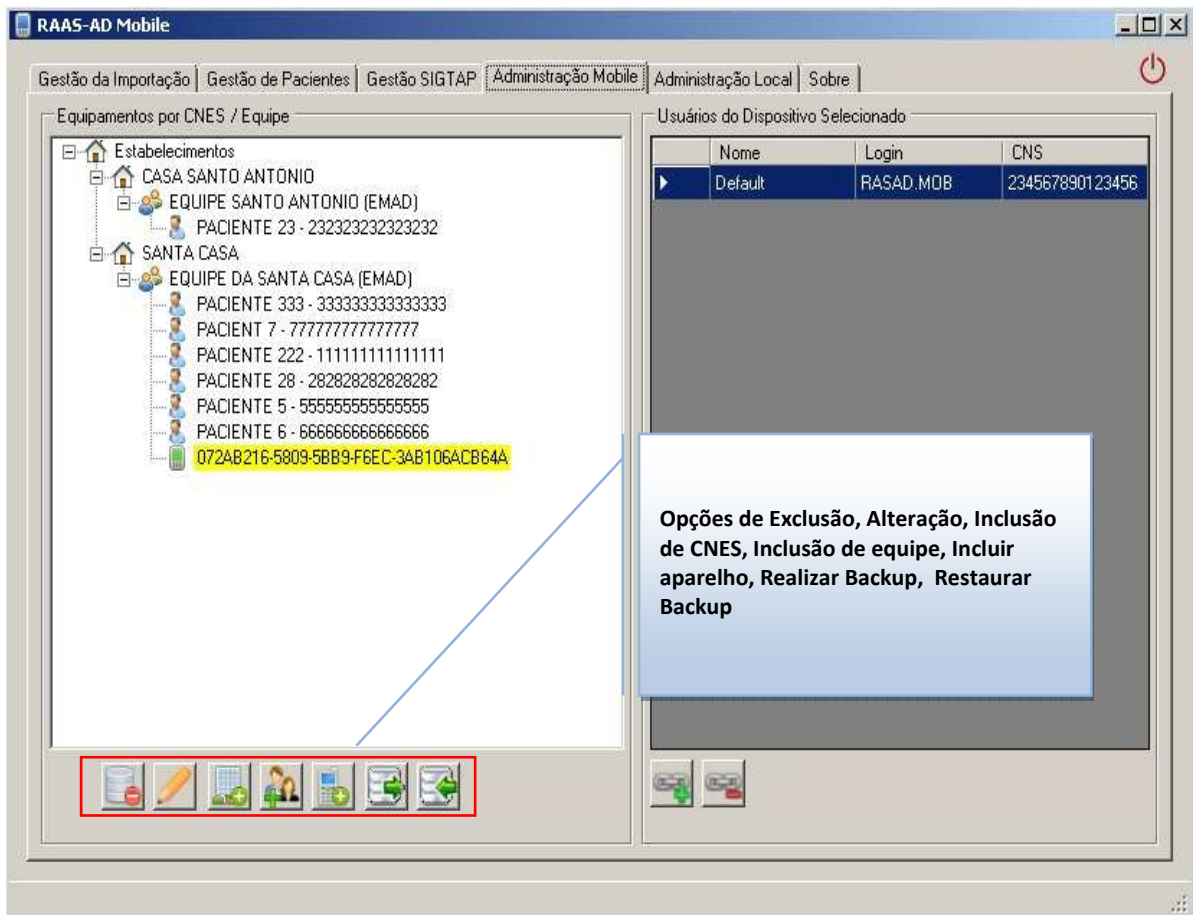 RAAS-AD Mobile
Gestão da Importação
Gestão de Pacientes
Gestão SIGTAP
Administração Mobile
Administração Local
Sobre
Equipamentos por CNES / Equipe
Estabelecimentos
CASA SANTO ANTONIO
EQUIPE SANTO ANTONIO (EMAD)
PACIENTE 23 - 232323232323232
SANTA CASA
EQUIPE DA SANTA CASA (EMAD)
PACIENTE 333 - 333333333333333
PACIENT 7 - 777777777777777
PACIENTE 222 - 111111111111111
PACIENTE 28 - 282828282828282
PACIENTE 5 - 555555555555555
PACIENTE 6 - 666666666666666
072AB216-5809-5BB9-F6EC-3AB106ACB64A
Usuários do Dispositivo Selecionado
Nome Login CNS
Default RASAD.MOB 234567890123456
Opções de Exclusão, Alteração, Inclusão
de CNES, Inclusão de equipe, Incluir
aparelho, Realizar Backup, Restaurar
Backup